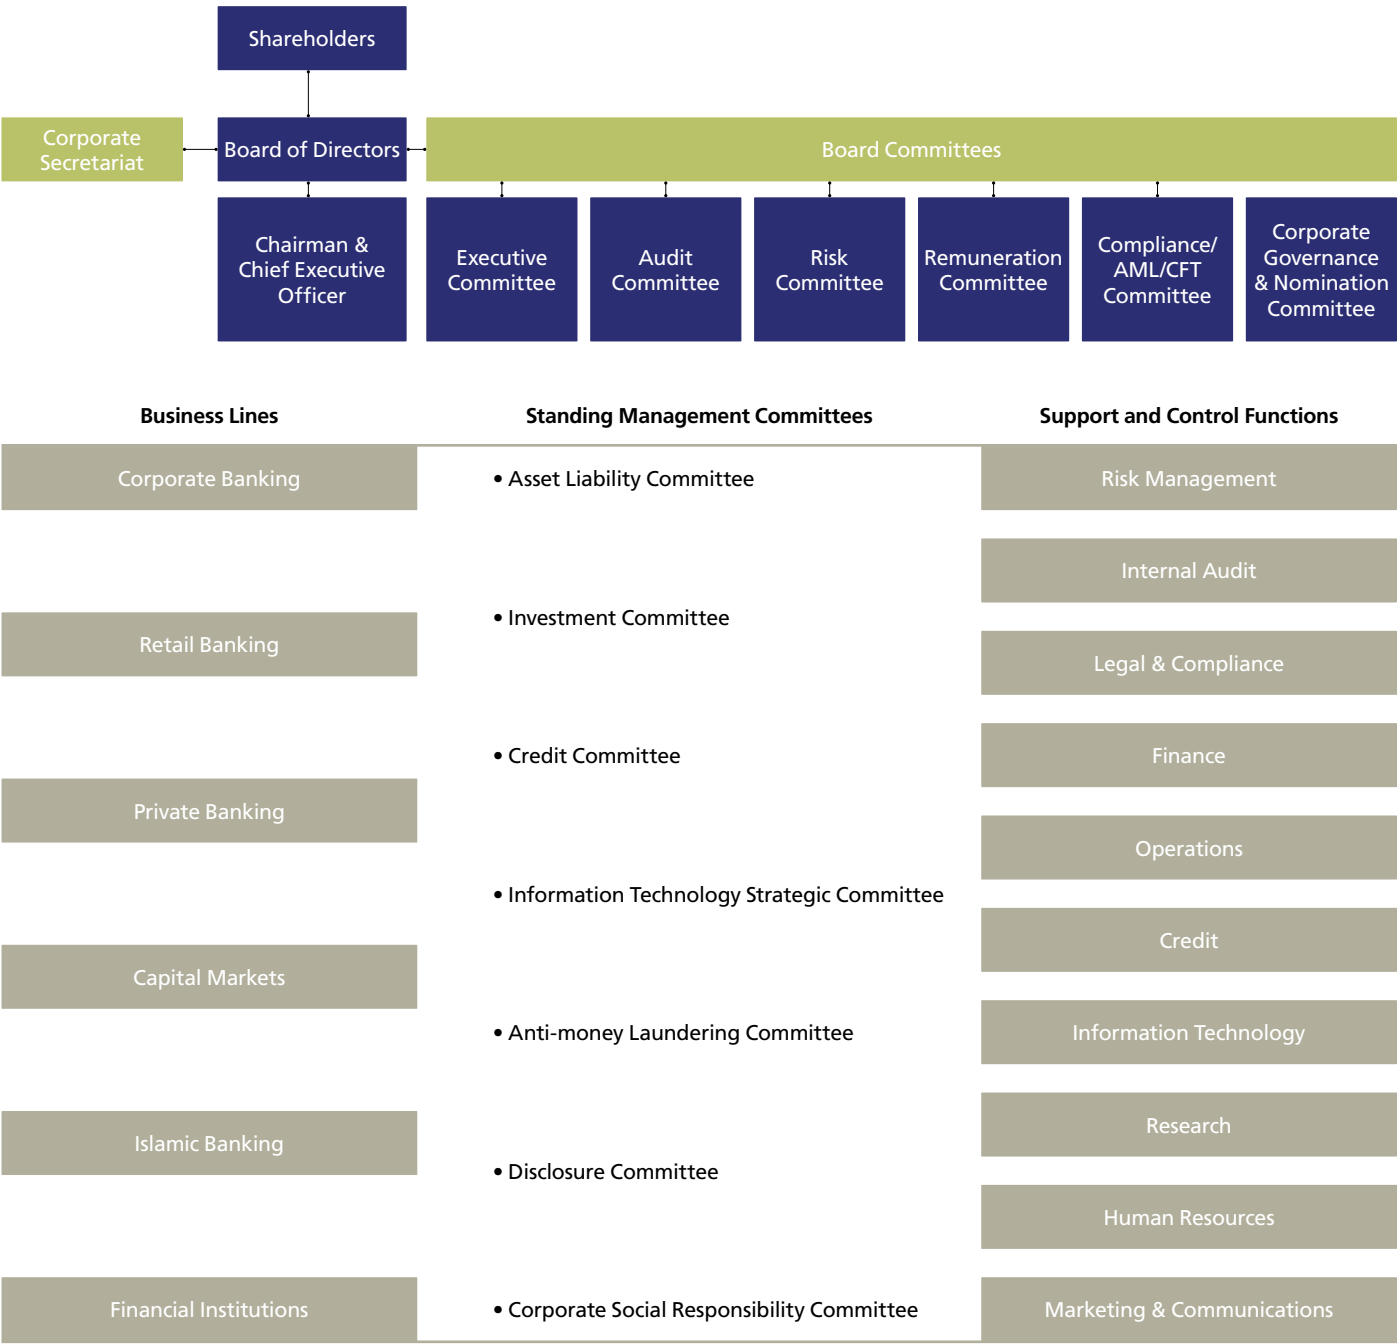 Shareholders
Corporate
Secretariat
Board of Directors
Board Committees
Chairman &
Chief Executive
Officer
Executive
Committee
Audit
Committee
Risk
Committee
Remuneration
Committee
Compliance/
AML/CFT
Committee
Corporate
Governance
& Nomination
Committee
Business Lines
Corporate Banking
Retail Banking
Private Banking
Capital Markets
Islamic Banking
Financial Institutions
Standing Management Committees
• Asset Liability Committee
• Investment Committee
• Credit Committee
• Information Technology Strategic Committee
• Anti-money Laundering Committee
• Disclosure Committee
• Corporate Social Responsibility Committee
Support and Control Functions
Risk Management
Internal Audit
Legal & Compliance
Finance
Operations
Credit
Information Technology
Research
Human Resources
Marketing & Communications